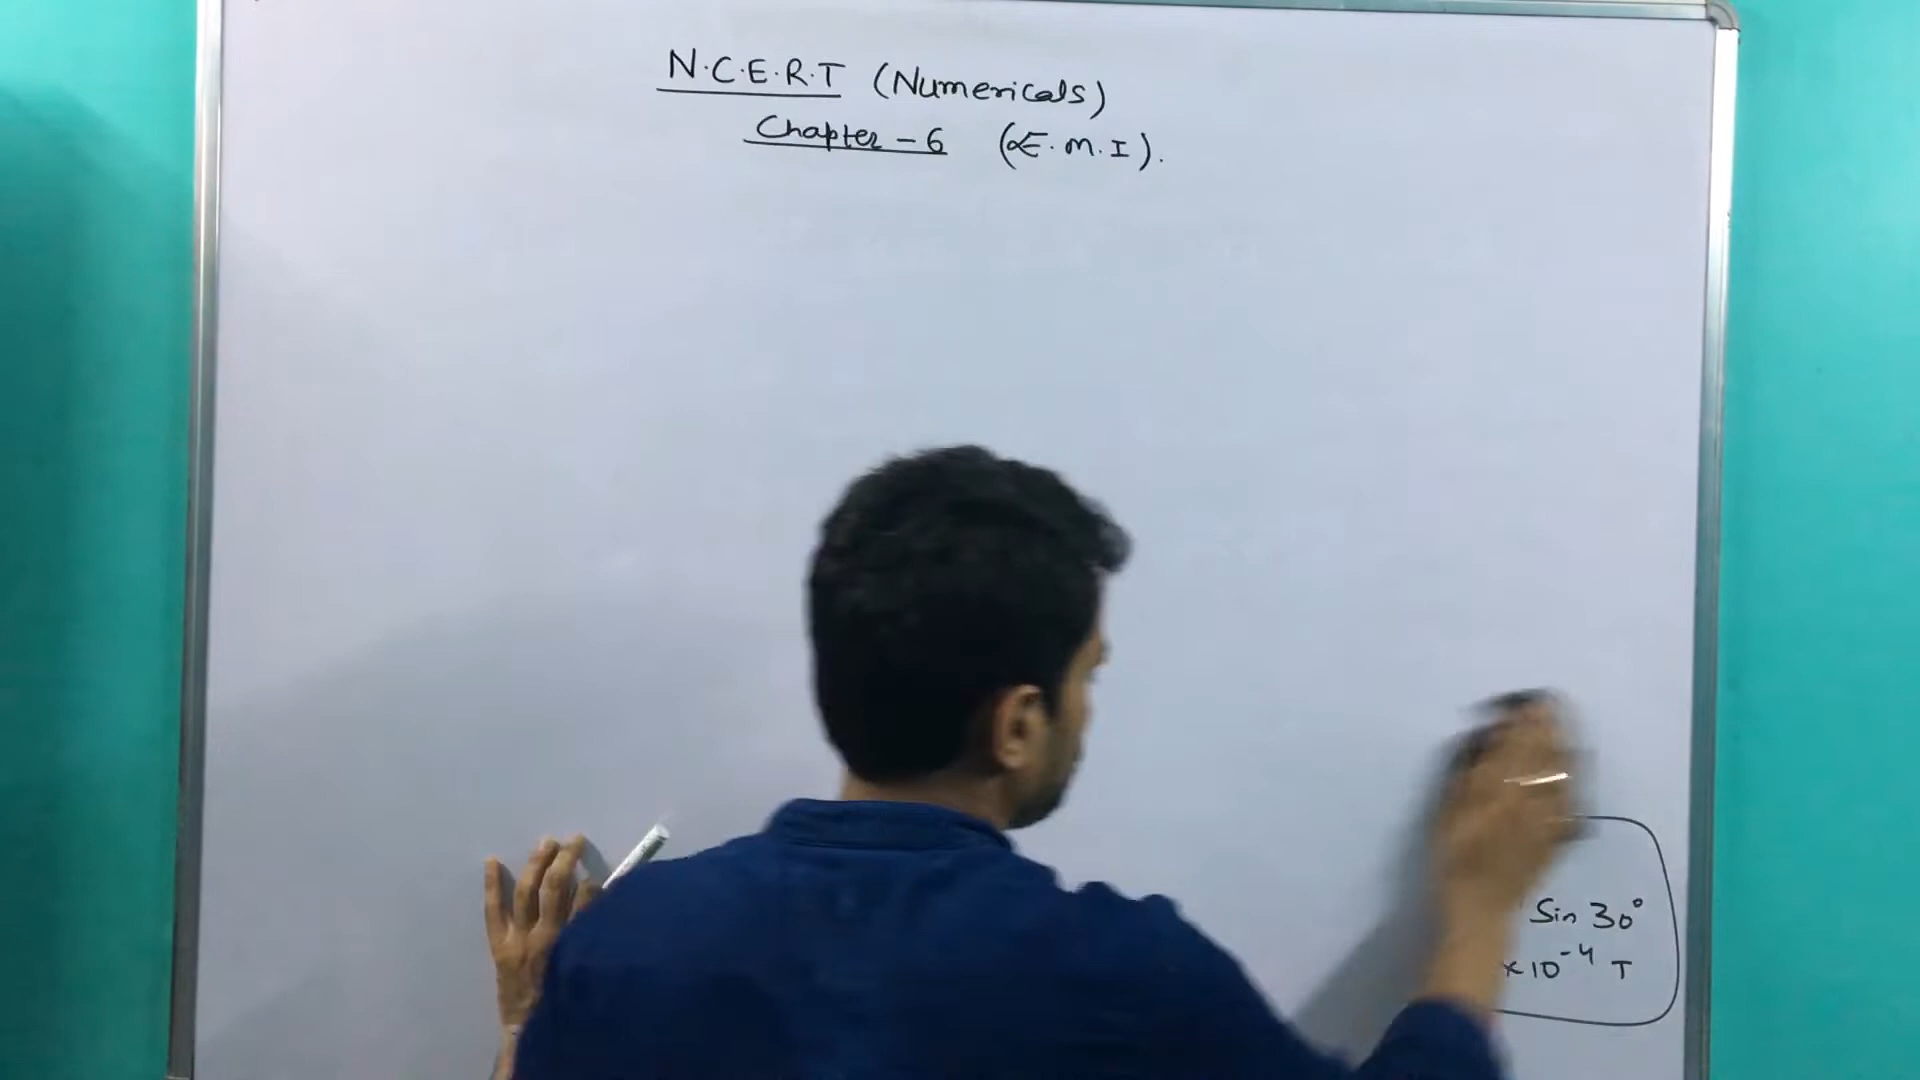 N.C.E.R.T (Numericals)
Chapter - 6 (E.M.I).
Sin 30°
×10⁻⁴ T